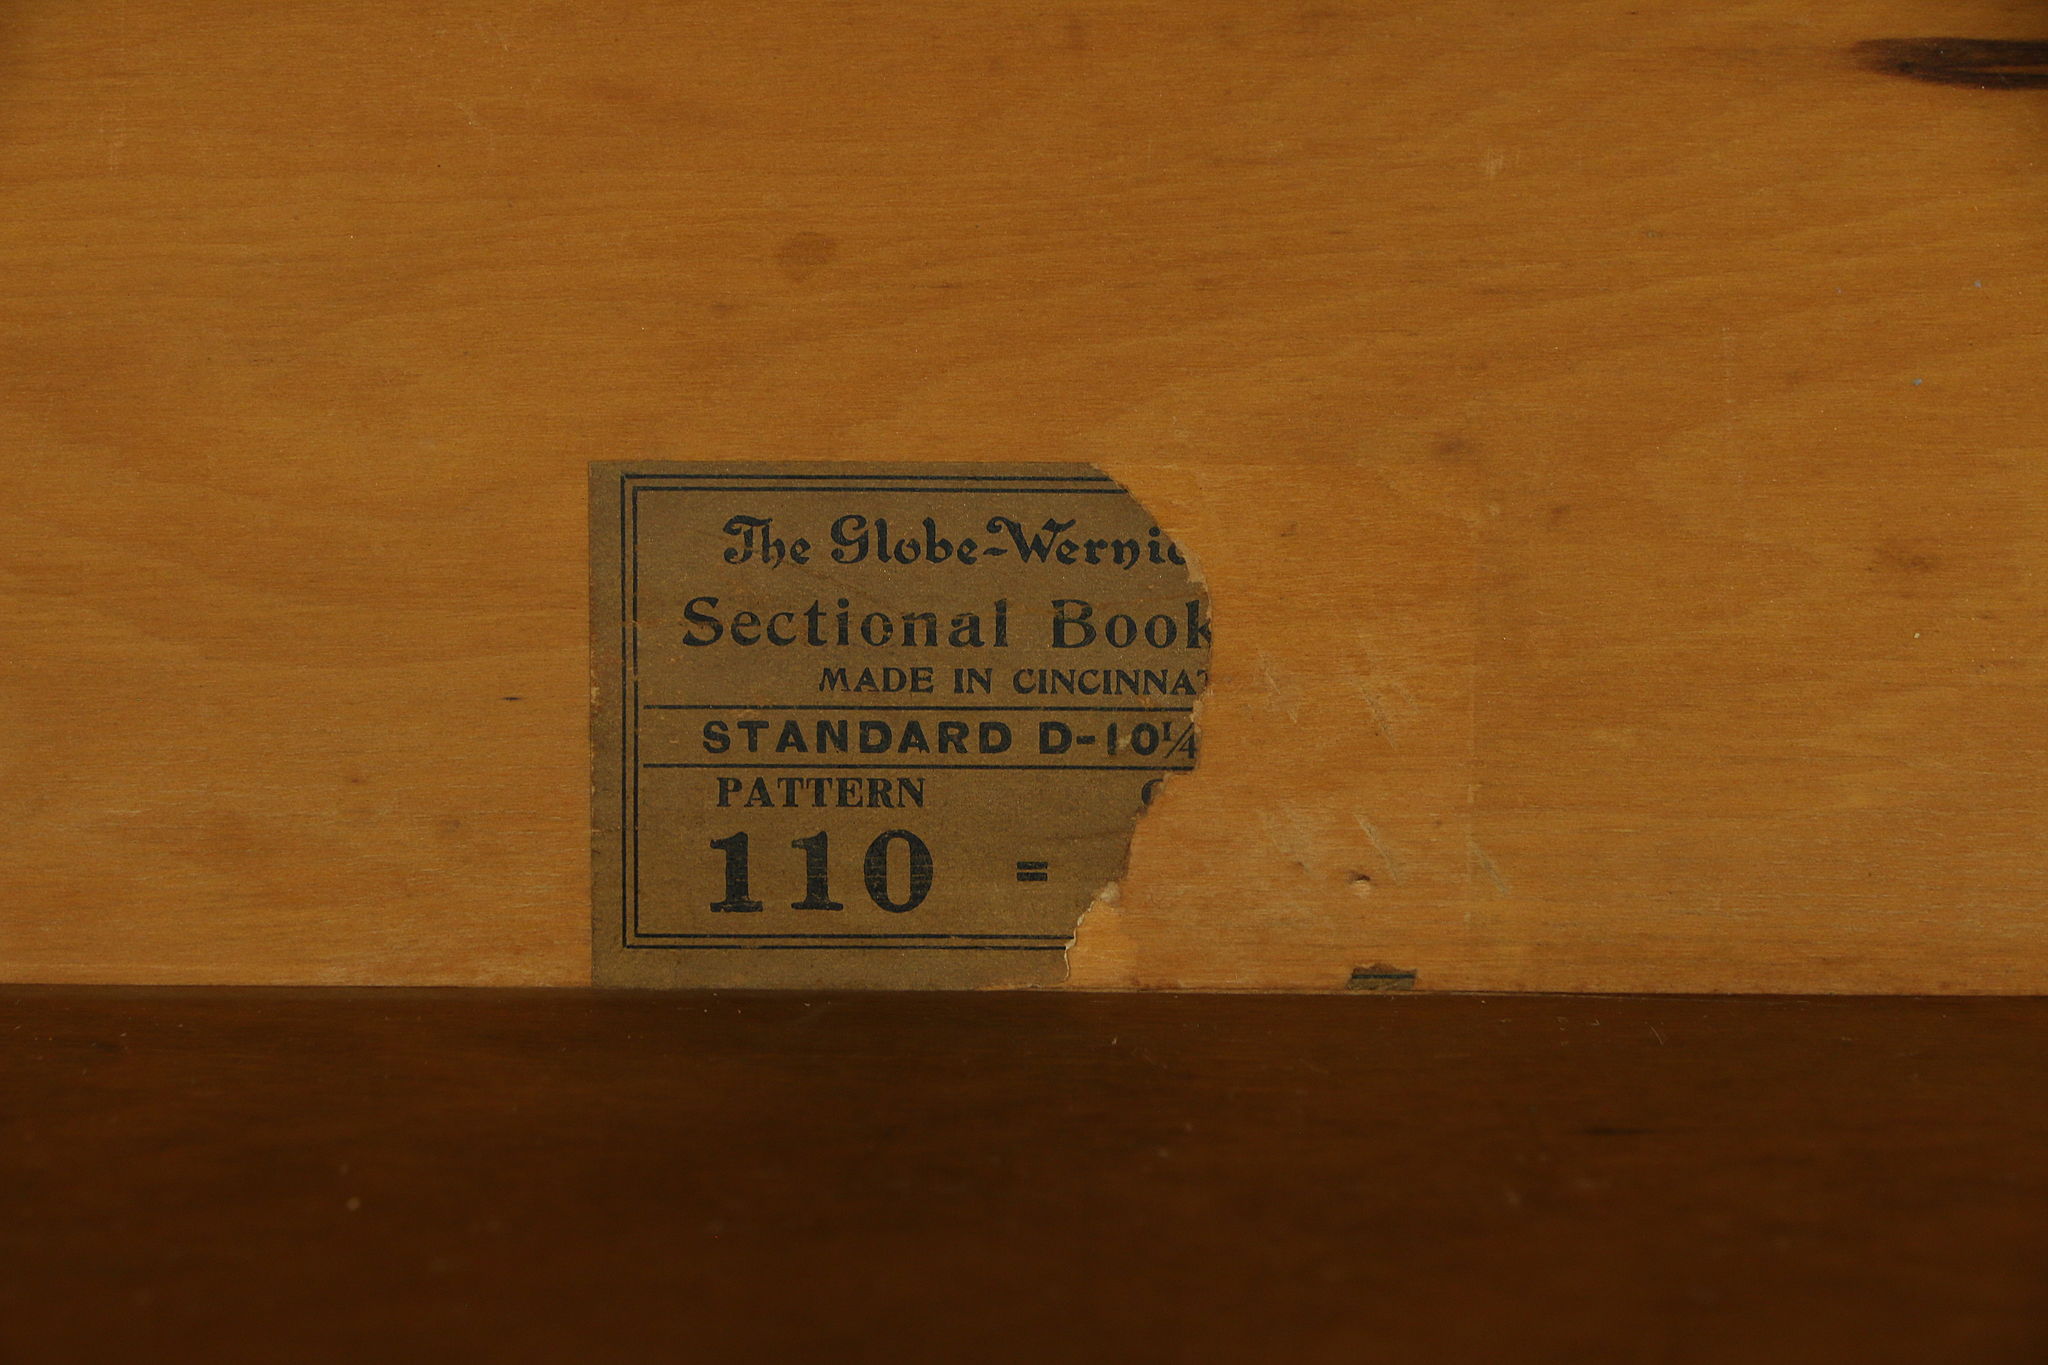 The Globe-Wernic
Sectional Book
MADE IN CINCINNAT
STANDARD D-10¼
PATTERN
110 =